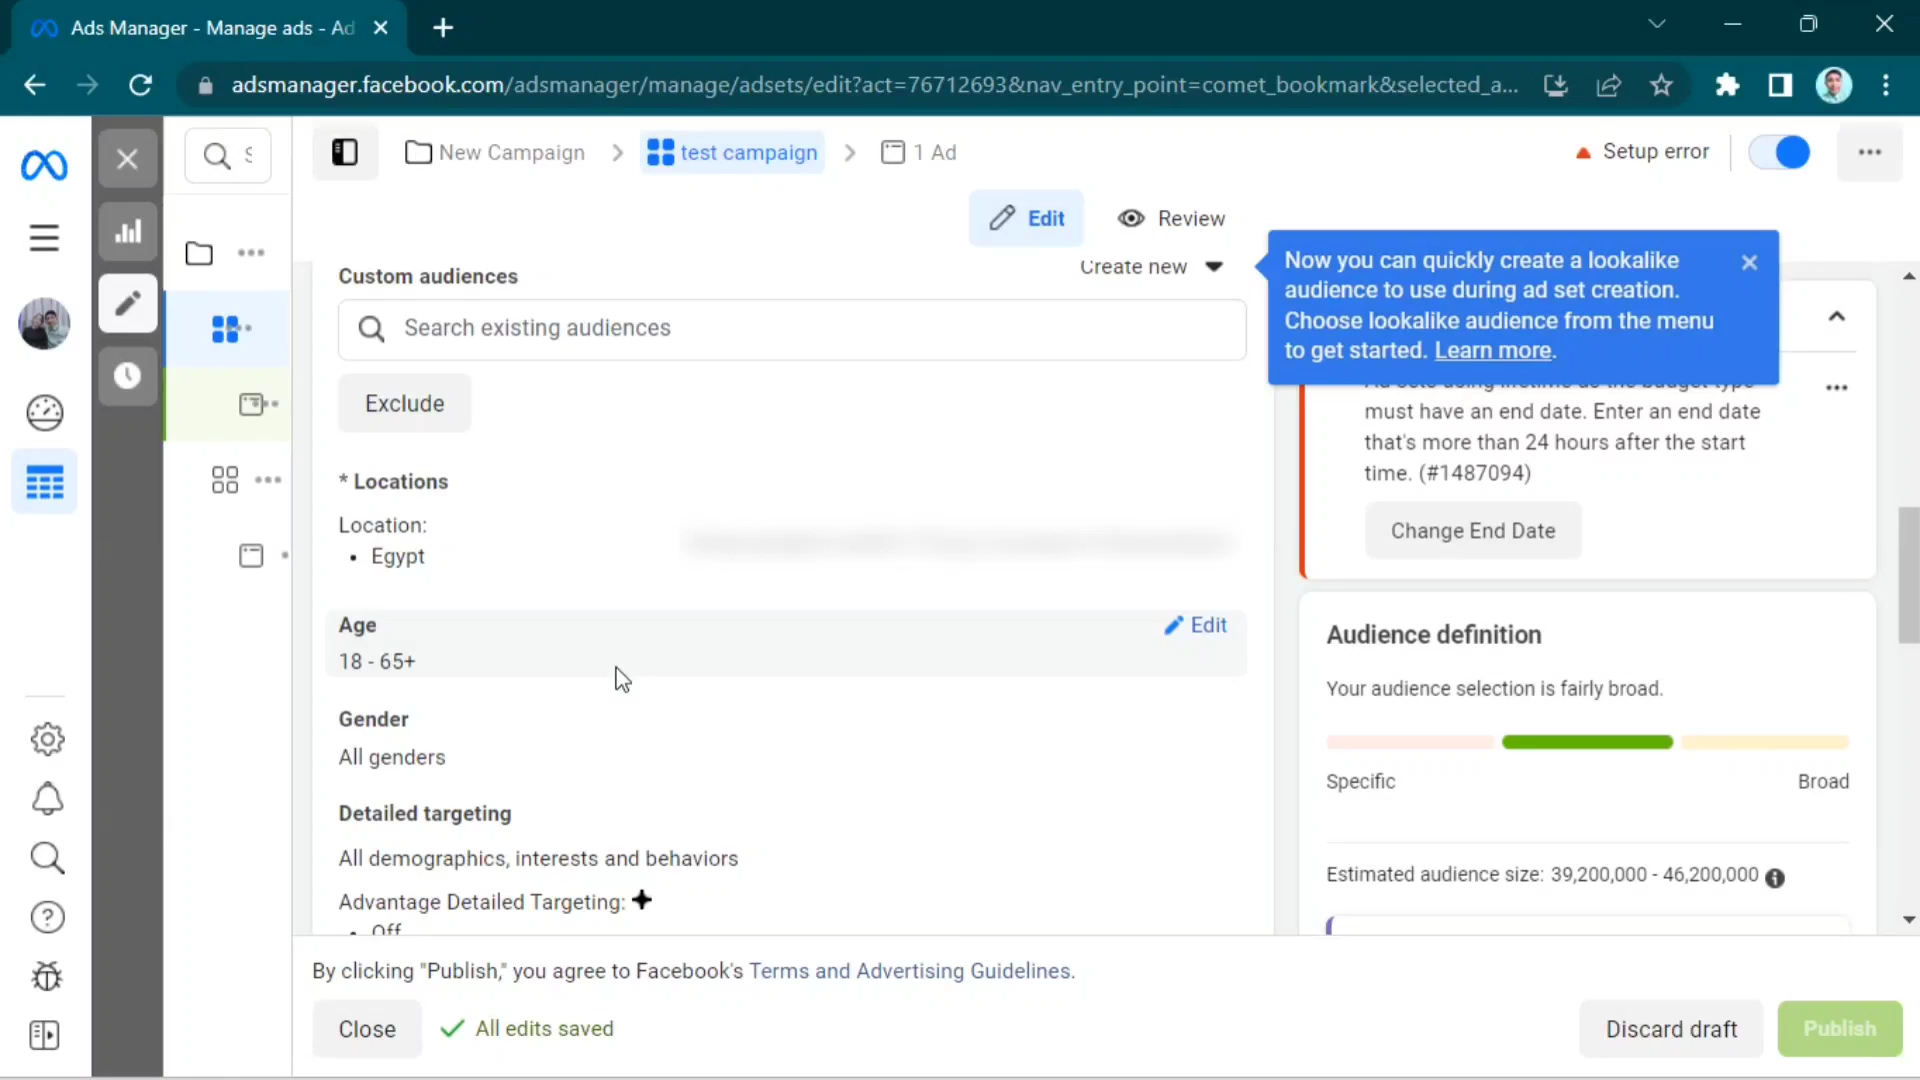 Ads Manager - Manage ads - Ad
adsmanager.facebook.com/adsmanager/manage/adsets/edit?act=76712693&nav_entry_point=comet_bookmark&selected_a...
S
New Campaign
test campaign
1 Ad
Setup error
Edit
Review
Custom audiences
Create new
Search existing audiences
Exclude
* Locations
Location:
• Egypt
Age
Edit
18 - 65+
Gender
All genders
Detailed targeting
All demographics, interests and behaviors
Advantage Detailed Targeting:
• Off
Now you can quickly create a lookalike
audience to use during ad set creation.
Choose lookalike audience from the menu
to get started. Learn more.
Ad sets using lifetime as the budget type
must have an end date. Enter an end date
that's more than 24 hours after the start
time. (#1487094)
Change End Date
Audience definition
Your audience selection is fairly broad.
Specific
Broad
Estimated audience size: 39,200,000 - 46,200,000
By clicking "Publish," you agree to Facebook's Terms and Advertising Guidelines.
Close
All edits saved
Discard draft
Publish